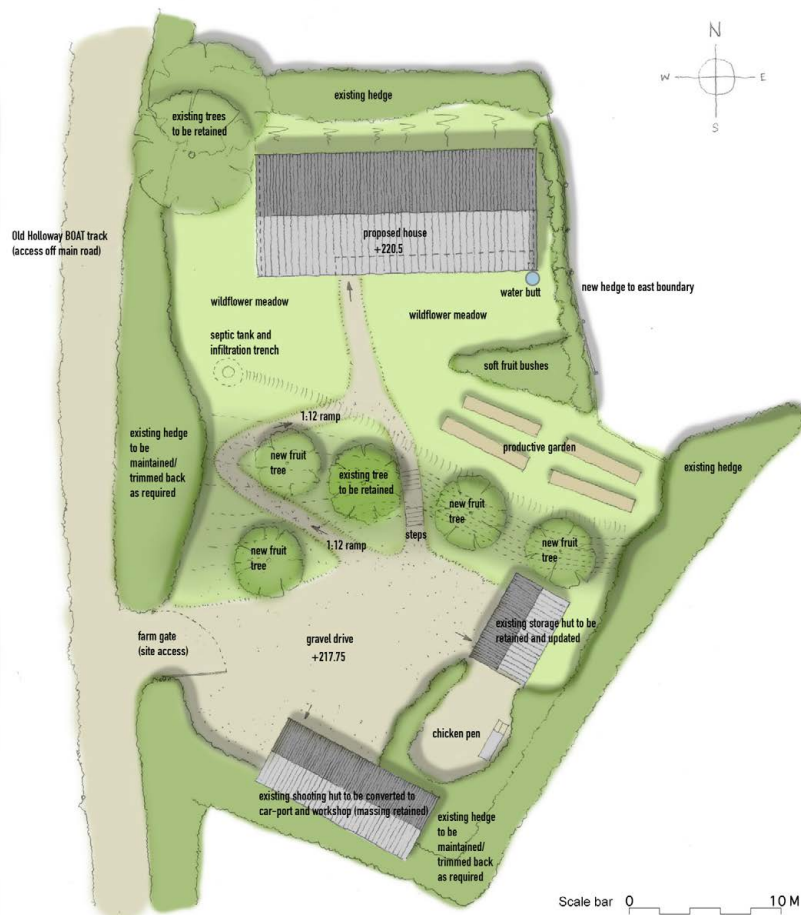 N
W
E
S
existing hedge
existing trees
to be retained
Old Holloway BOAT track
(access off main road)
proposed house
+220.5
water butt
new hedge to east boundary
wildflower meadow
wildflower meadow
septic tank and
infiltration trench
soft fruit bushes
1:12 ramp
existing hedge
to be
maintained/
trimmed back
as required
new fruit
tree
existing tree
to be retained
productive garden
existing hedge
new fruit
tree
new fruit
tree
new fruit
tree
1:12 ramp
steps
existing storage hut to be
retained and updated
farm gate
(site access)
gravel drive
+217.75
chicken pen
existing shooting hut to be converted to
car-port and workshop (massing retained)
existing hedge
to be
maintained/
trimmed back
as required
Scale bar 0 10 M